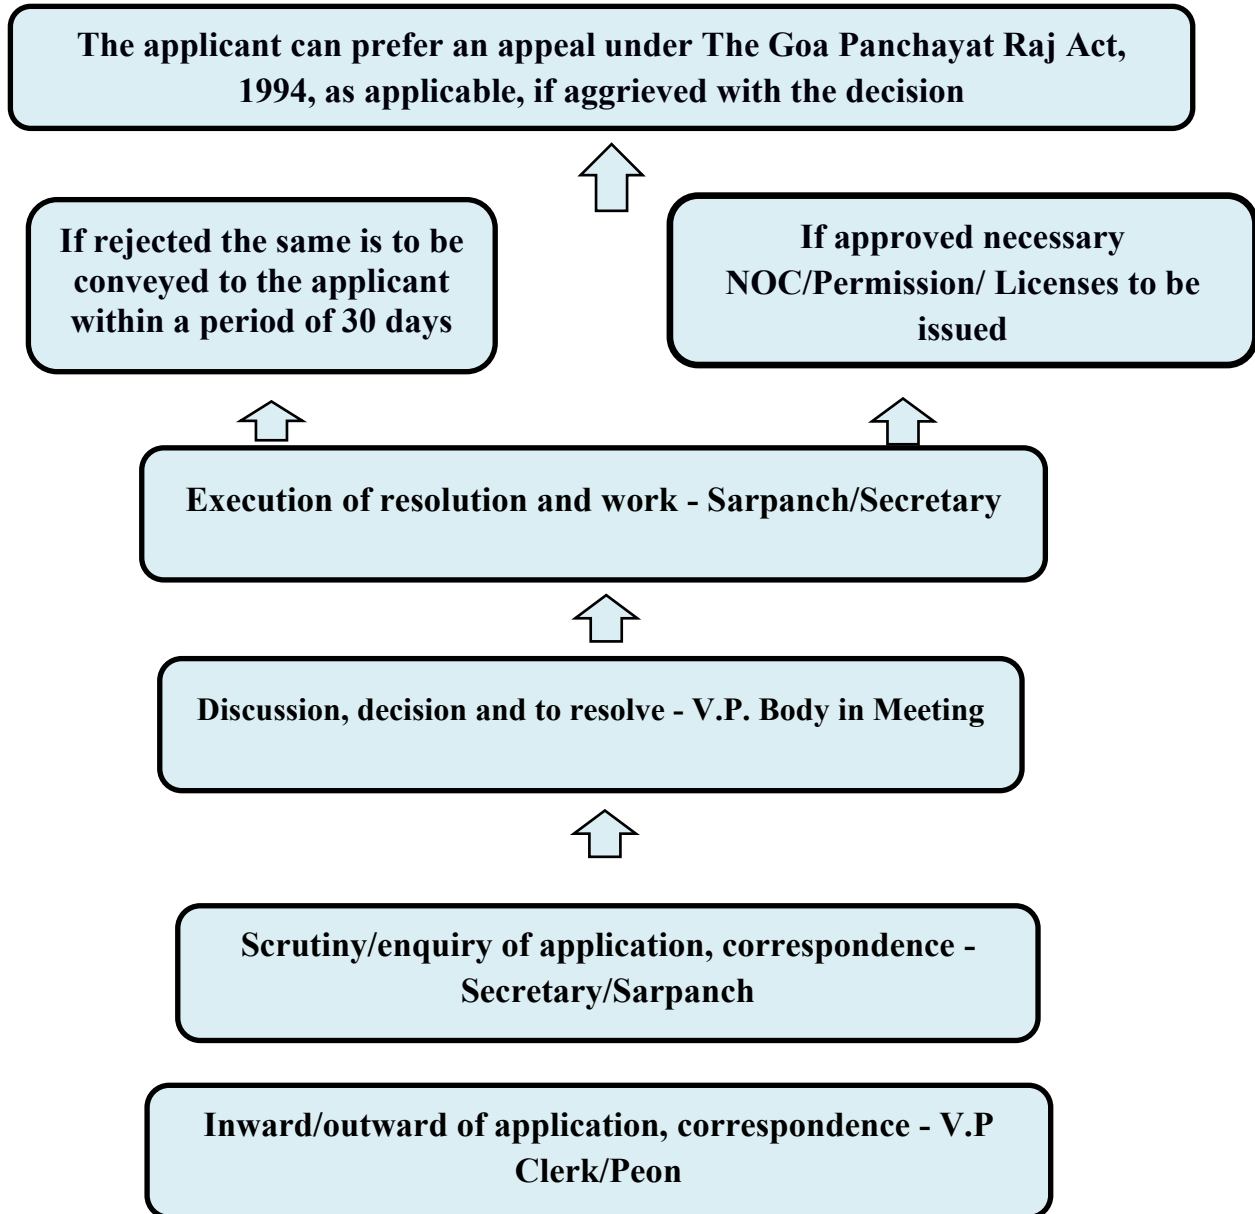 The applicant can prefer an appeal under The Goa Panchayat Raj Act,
1994, as applicable, if aggrieved with the decision
If rejected the same is to be
conveyed to the applicant
within a period of 30 days
If approved necessary
NOC/Permission/ Licenses to be
issued
Execution of resolution and work - Sarpanch/Secretary
Discussion, decision and to resolve - V.P. Body in Meeting
Scrutiny/enquiry of application, correspondence -
Secretary/Sarpanch
Inward/outward of application, correspondence - V.P
Clerk/Peon